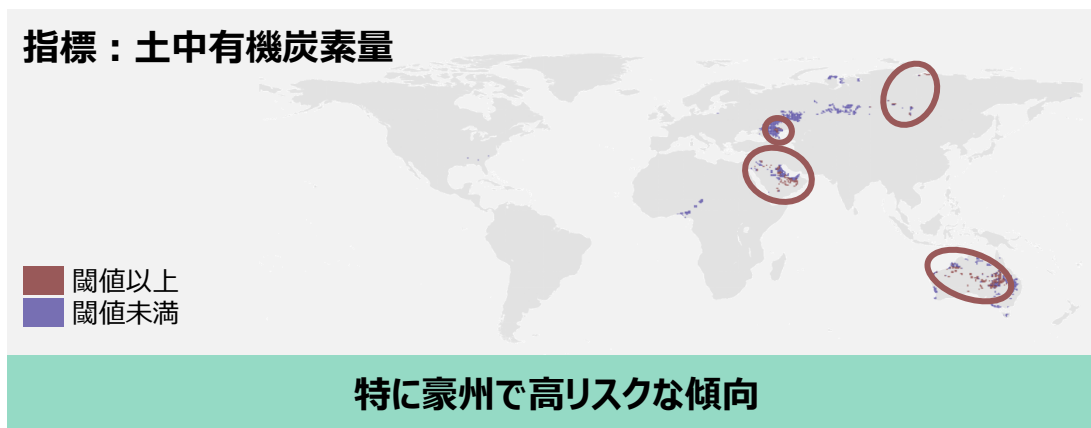 指標：土中有機炭素量
閾値以上
閾値未満
特に豪州で高リスクな傾向